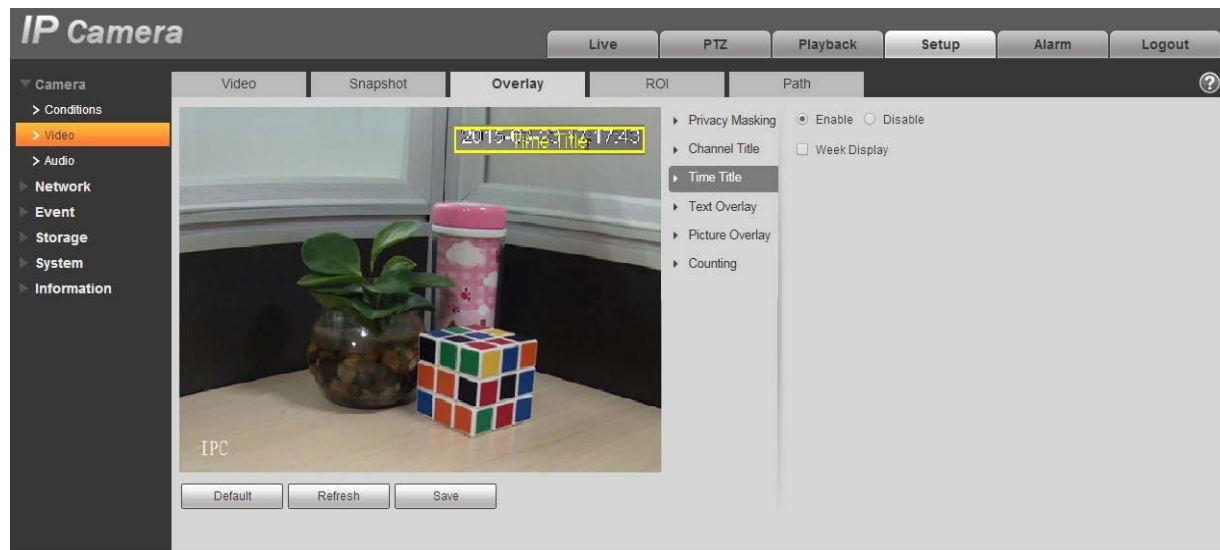 IP Camera
Live
PTZ
Playback
Setup
Alarm
Logout
Camera
Video
Snapshot
Overlay
ROI
Path
?
> Conditions
> Video
> Audio
Network
Event
Storage
System
Information
Time Title
IPC
Privacy Masking
Channel Title
Time Title
Text Overlay
Picture Overlay
Counting
Enable
Disable
Week Display
Default
Refresh
Save